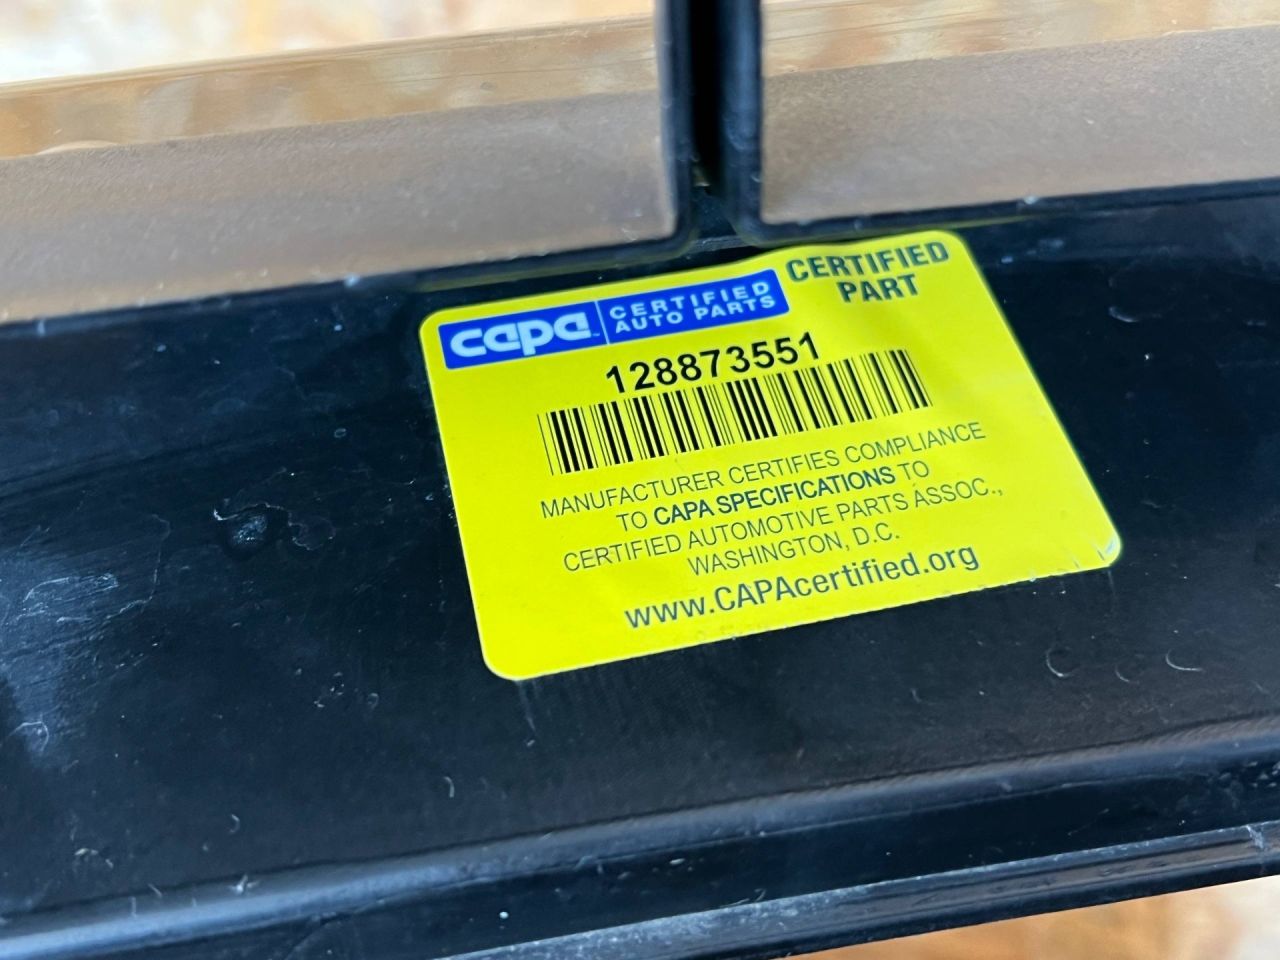 capa™ CERTIFIED AUTO PARTS
CERTIFIED PART
128873551
MANUFACTURER CERTIFIES COMPLIANCE
TO CAPA SPECIFICATIONS TO
CERTIFIED AUTOMOTIVE PARTS ASSOC.,
WASHINGTON, D.C.
www.CAPAcertified.org